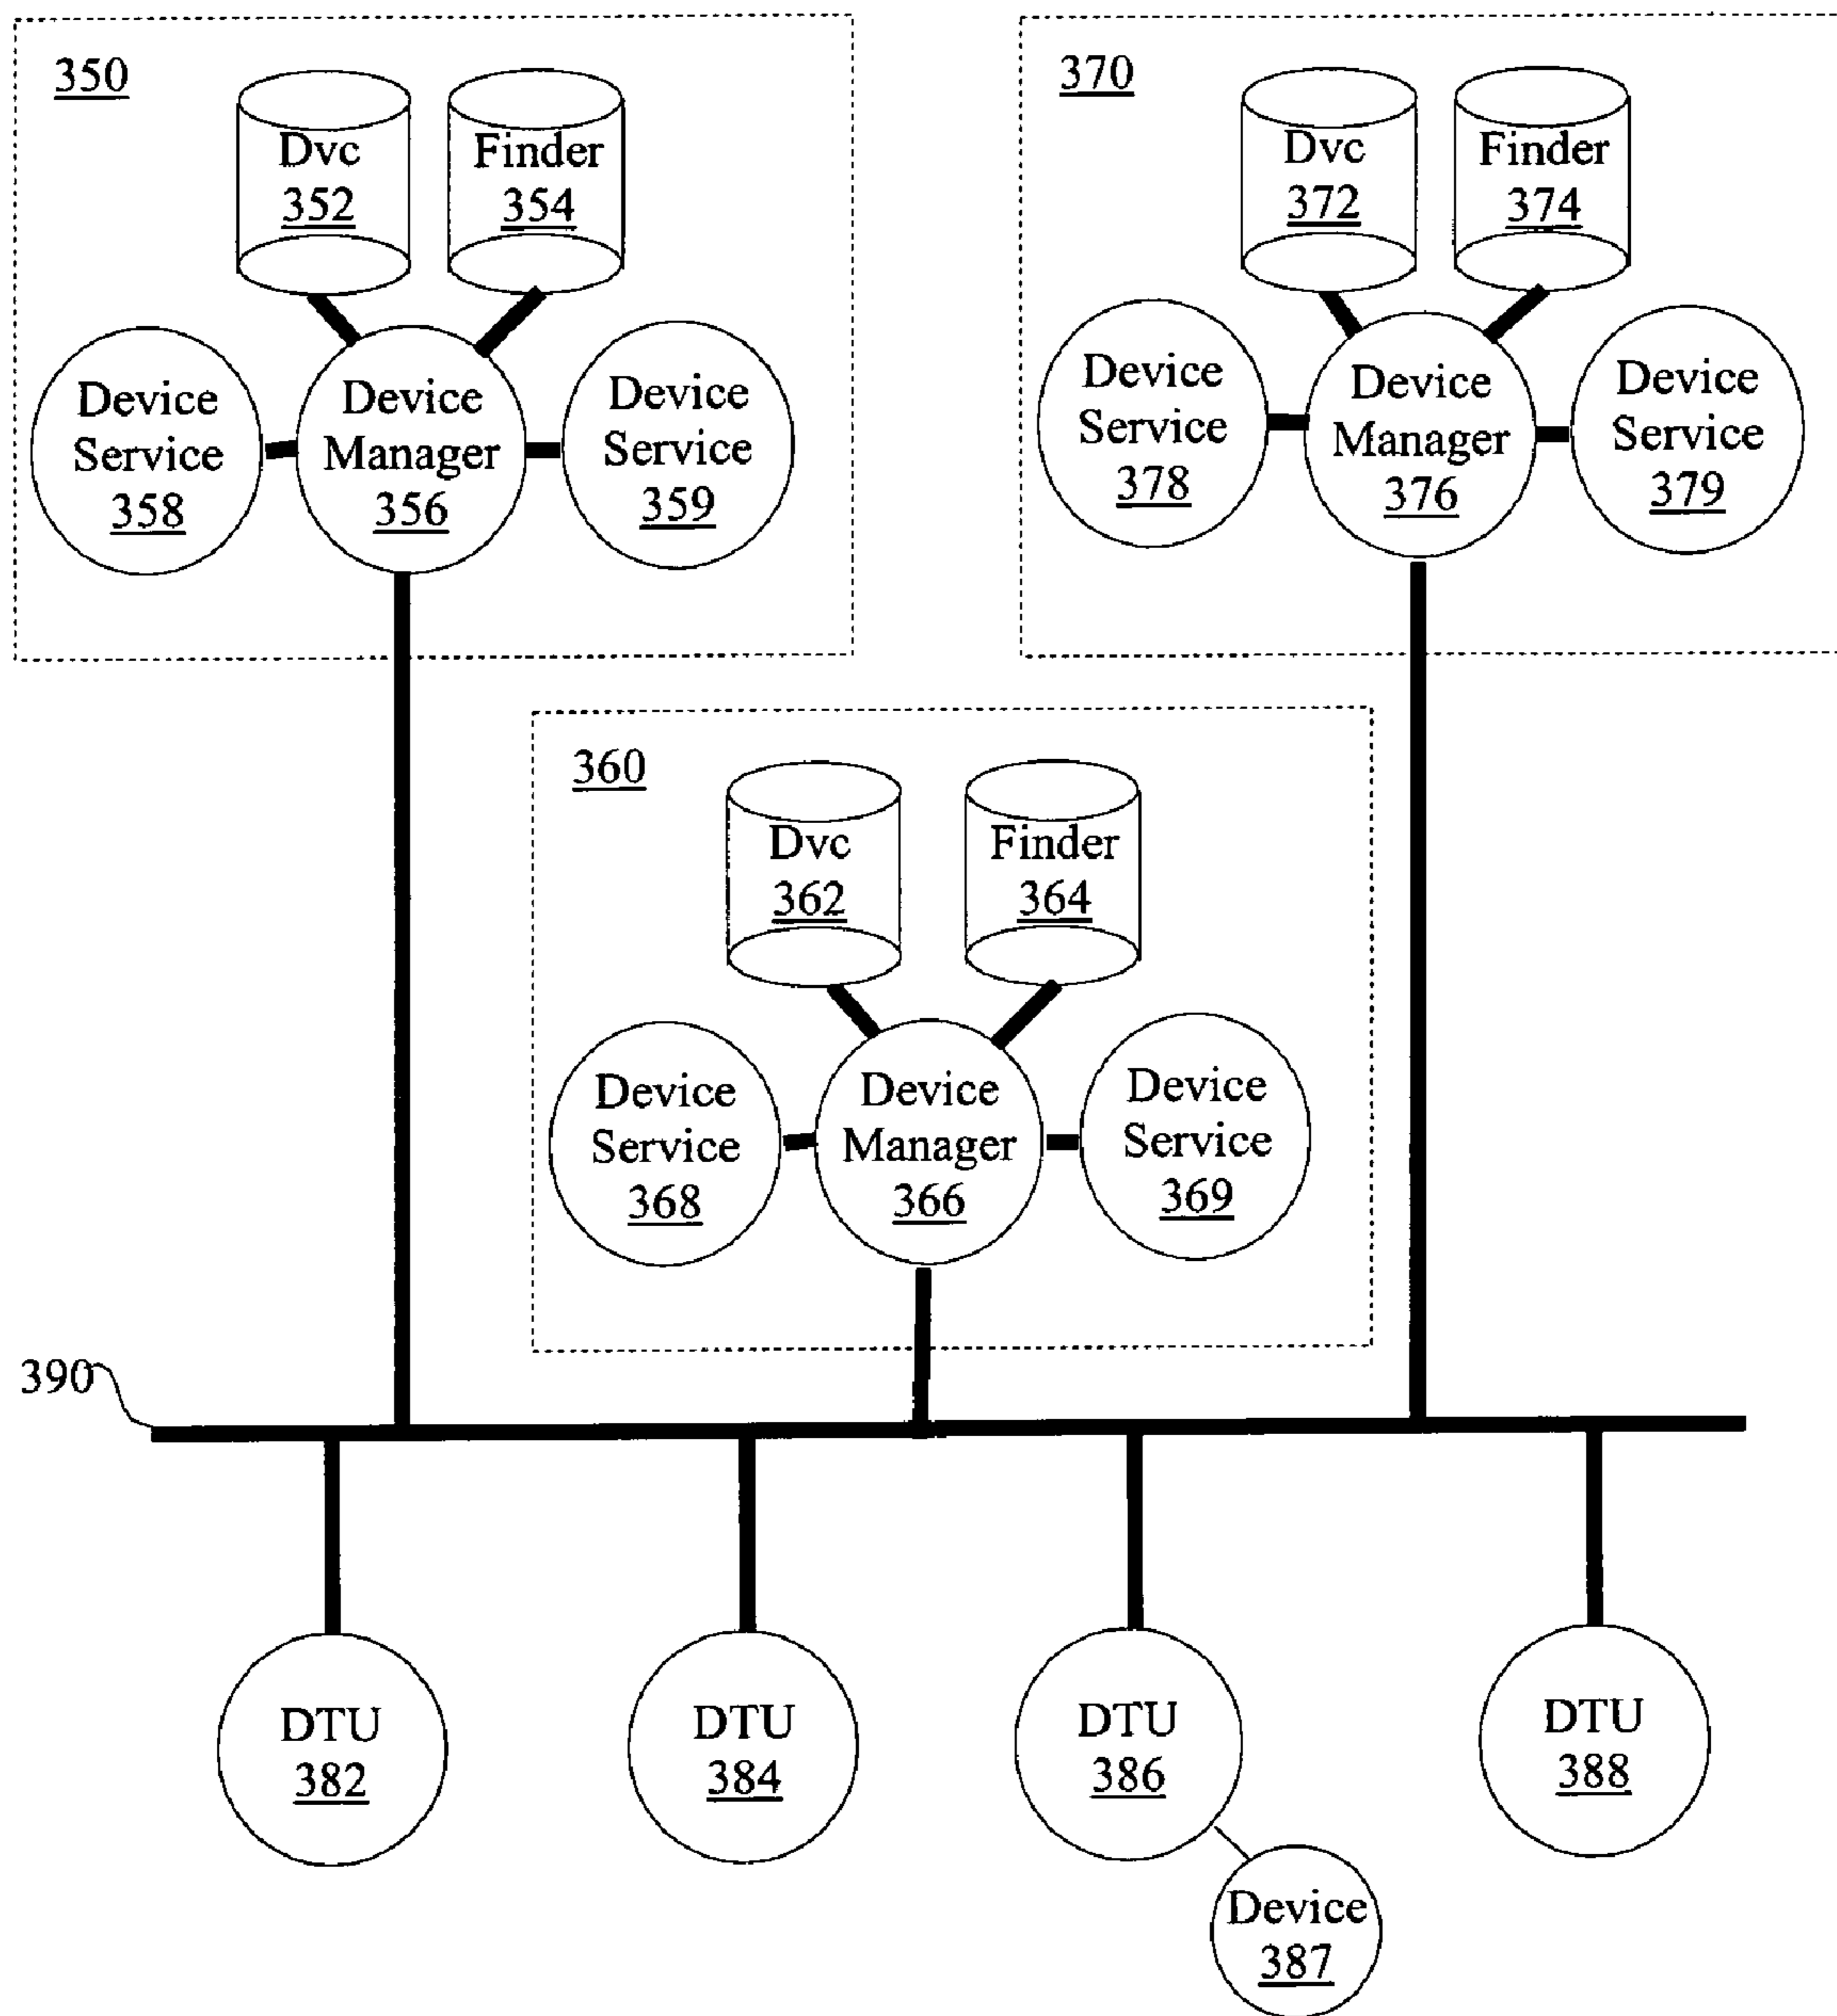 350
Dvc
352
Finder
354
Device
Service
358
Device
Manager
356
Device
Service
359
370
Dvc
372
Finder
374
Device
Service
378
Device
Manager
376
Device
Service
379
360
Dvc
362
Finder
364
Device
Service
368
Device
Manager
366
Device
Service
369
390
DTU
382
DTU
384
DTU
386
DTU
388
Device
387